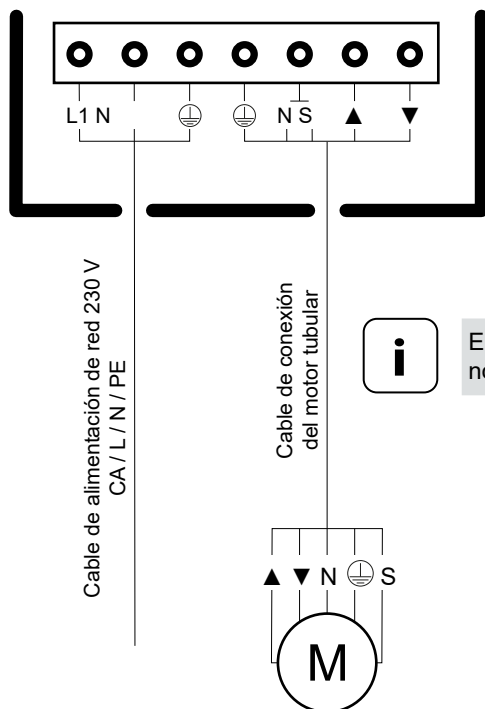 L1 N N S ▲ ▼
Cable de alimentación de red 230 V
CA / L / N / PE
Cable de conexión
del motor tubular
i
▲ ▼ N S
M